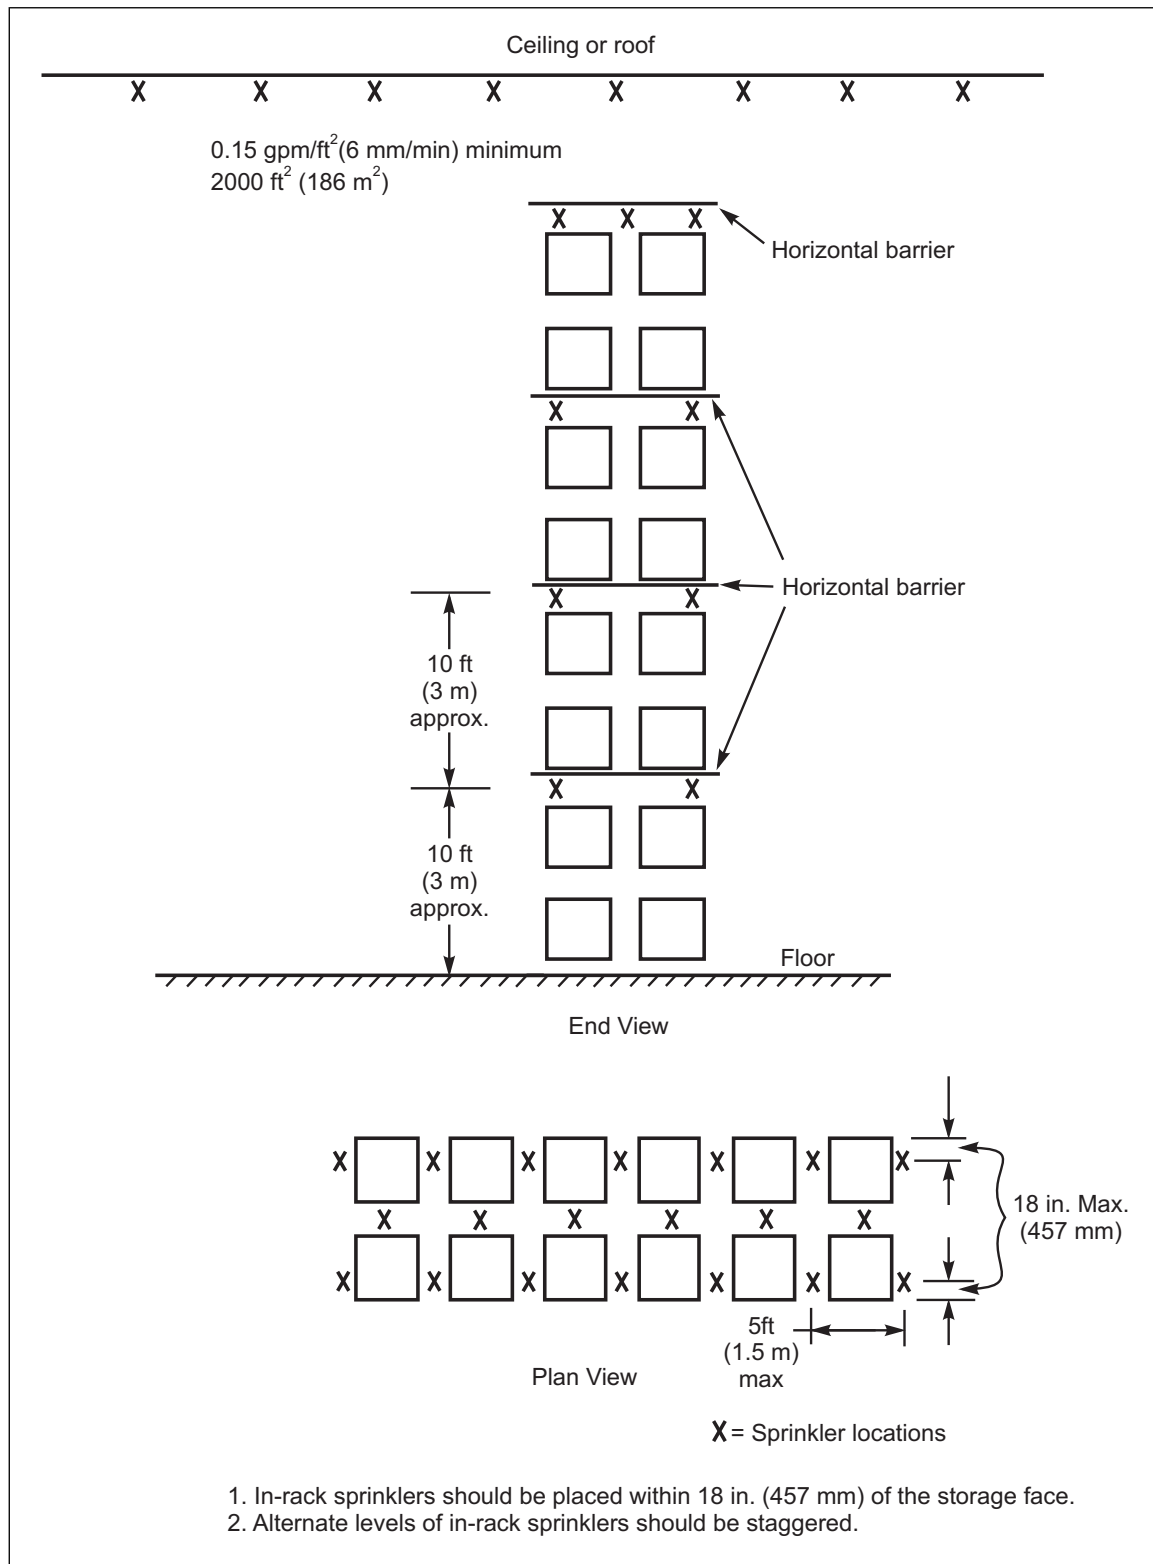 Ceiling or roof
X X X X X X X X
0.15 gpm/ft²(6 mm/min) minimum
2000 ft² (186 m²)
X X X
Horizontal barrier
X X
Horizontal barrier
X X
10 ft
(3 m)
approx.
X X
10 ft
(3 m)
approx.
Floor
End View
X X X X X X X
18 in. Max.
(457 mm)
X X X X X X
X X X X X X X
5ft
(1.5 m)
max
Plan View
X = Sprinkler locations
1. In-rack sprinklers should be placed within 18 in. (457 mm) of the storage face.
2. Alternate levels of in-rack sprinklers should be staggered.